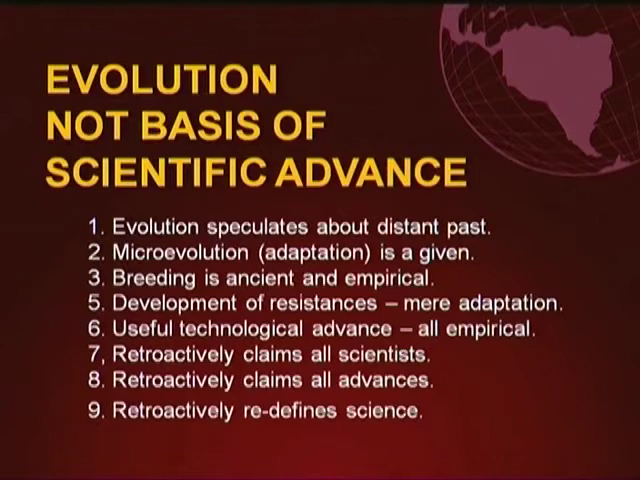 EVOLUTION
NOT BASIS OF
SCIENTIFIC ADVANCE
1. Evolution speculates about distant past.
2. Microevolution (adaptation) is a given.
3. Breeding is ancient and empirical.
5. Development of resistances – mere adaptation.
6. Useful technological advance – all empirical.
7, Retroactively claims all scientists.
8. Retroactively claims all advances.
9. Retroactively re-defines science.